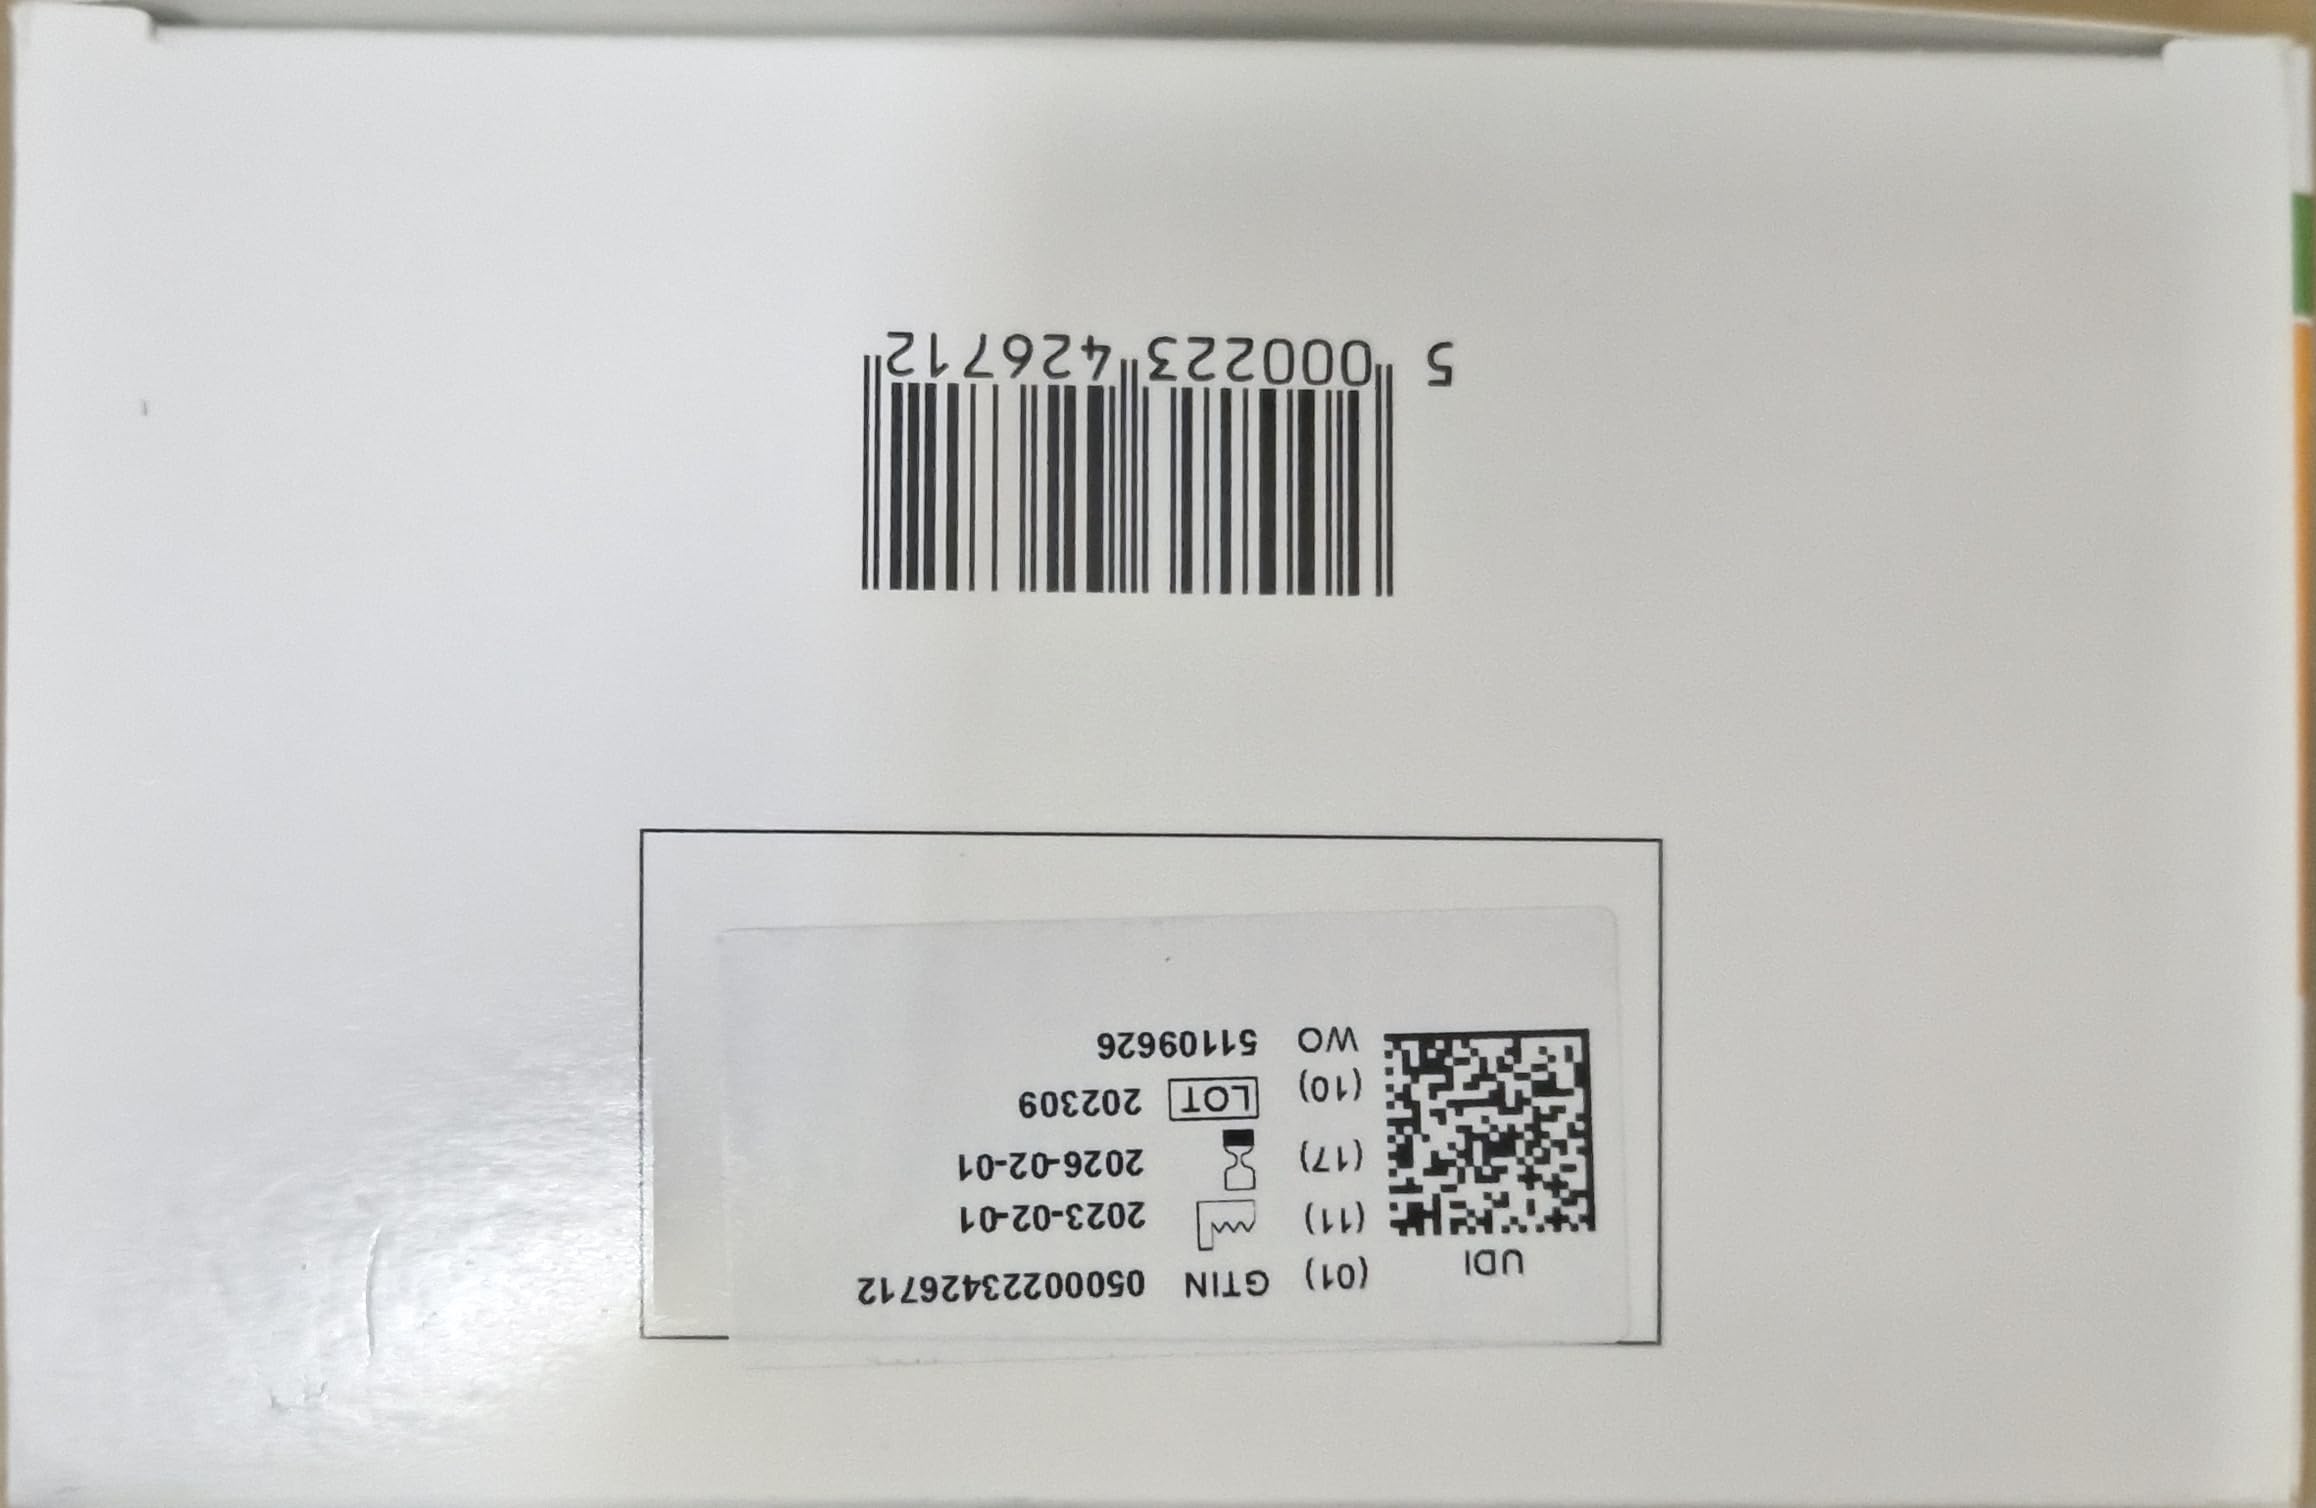 UDI
(01) GTIN 05000223426712
(11) 2023-02-01
(17) 2026-02-01
(10) LOT 202309
WO 51109626
5 000223 426712